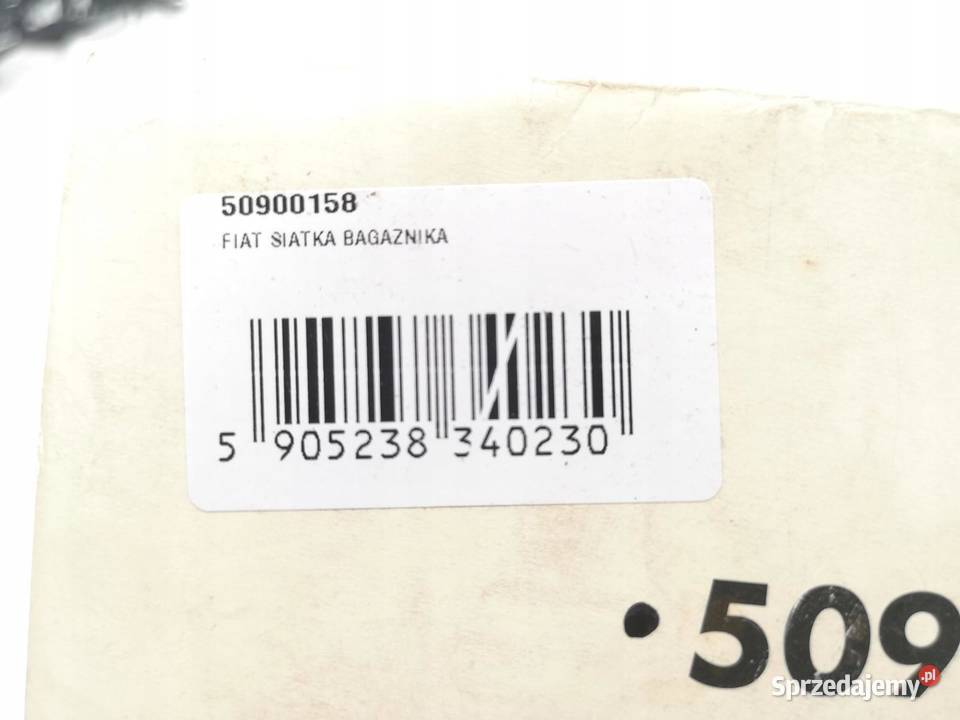 50900158
FIAT SIATKA BAGAZNIKA
5 905238 340230
• 509
Sprzedajemy.pl